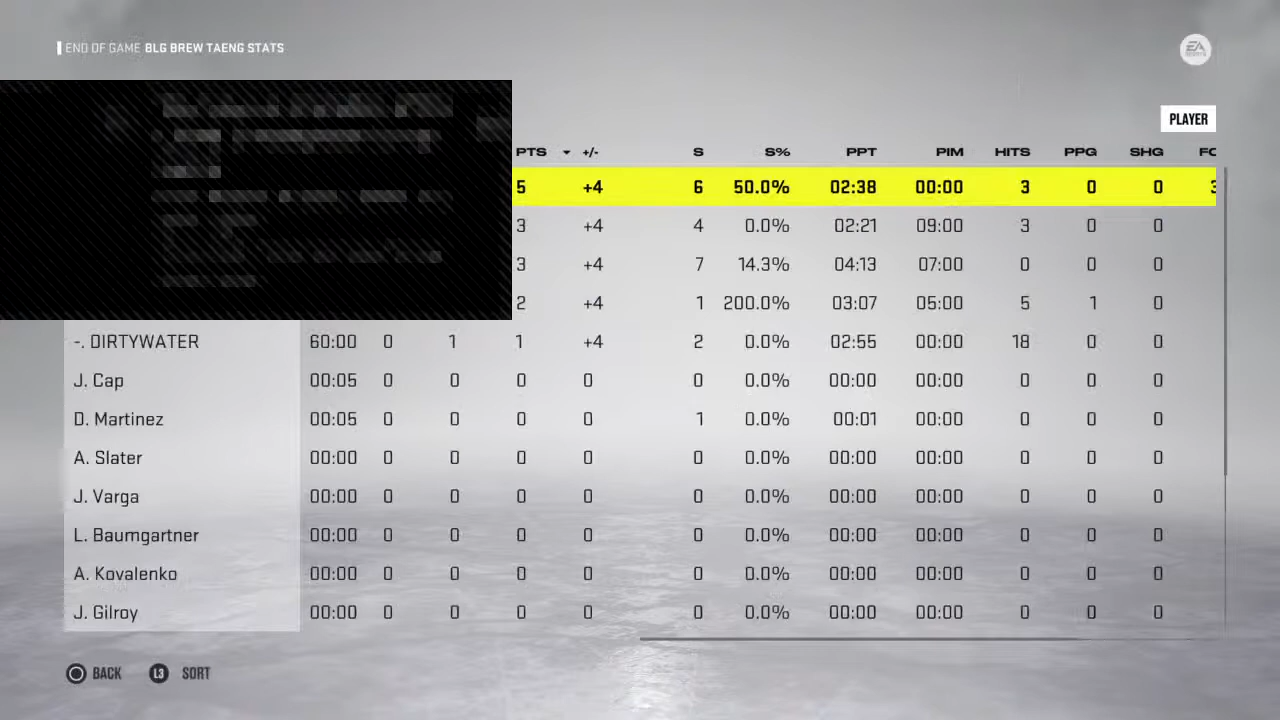 END OF GAME BLG BREW TAENG STATS
EA SPORTS
PLAYER
PTS +/- S S% PPT PIM HITS PPG SHG
5 +4 6 50.0% 02:38 00:00 3 0 0
3 +4 4 0.0% 02:21 09:00 3 0 0
3 +4 7 14.3% 04:13 07:00 0 0 0
2 +4 1 200.0% 03:07 05:00 5 1 0
-. DIRTYWATER 60:00 0 1 1 +4 2 0.0% 02:55 00:00 18 0 0
J. Cap 00:05 0 0 0 0 0 0.0% 00:00 00:00 0 0 0
D. Martinez 00:05 0 0 0 0 1 0.0% 00:01 00:00 0 0 0
A. Slater 00:00 0 0 0 0 0 0.0% 00:00 00:00 0 0 0
J. Varga 00:00 0 0 0 0 0 0.0% 00:00 00:00 0 0 0
L. Baumgartner 00:00 0 0 0 0 0 0.0% 00:00 00:00 0 0 0
A. Kovalenko 00:00 0 0 0 0 0 0.0% 00:00 00:00 0 0 0
J. Gilroy 00:00 0 0 0 0 0 0.0% 00:00 00:00 0 0 0
BACK L3 SORT